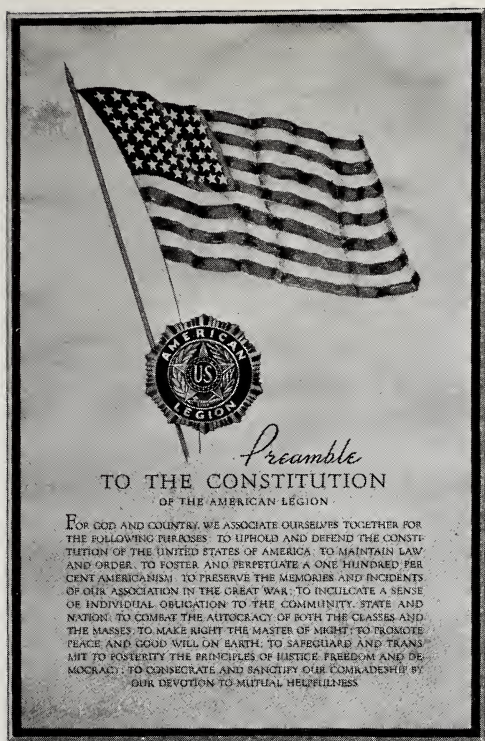 AMERICAN
US
LEGION
Preamble
TO THE CONSTITUTION
OF THE AMERICAN LEGION
FOR GOD AND COUNTRY, WE ASSOCIATE OURSELVES TOGETHER FOR
THE FOLLOWING PURPOSES: TO UPHOLD AND DEFEND THE CONSTI-
TUTION OF THE UNITED STATES OF AMERICA; TO MAINTAIN LAW
AND ORDER; TO FOSTER AND PERPETUATE A ONE HUNDRED PER
CENT AMERICANISM; TO PRESERVE THE MEMORIES AND INCIDENTS
OF OUR ASSOCIATION IN THE GREAT WAR; TO INCULCATE A SENSE
OF INDIVIDUAL OBLIGATION TO THE COMMUNITY, STATE AND
NATION; TO COMBAT THE AUTOCRACY OF BOTH THE CLASSES AND
THE MASSES; TO MAKE RIGHT THE MASTER OF MIGHT; TO PROMOTE
PEACE AND GOOD WILL ON EARTH; TO SAFEGUARD AND TRANS
MIT TO POSTERITY THE PRINCIPLES OF JUSTICE, FREEDOM AND DE-
MOCRACY; TO CONSECRATE AND SANCTIFY OUR COMRADESHIP BY
OUR DEVOTION TO MUTUAL HELPFULNESS